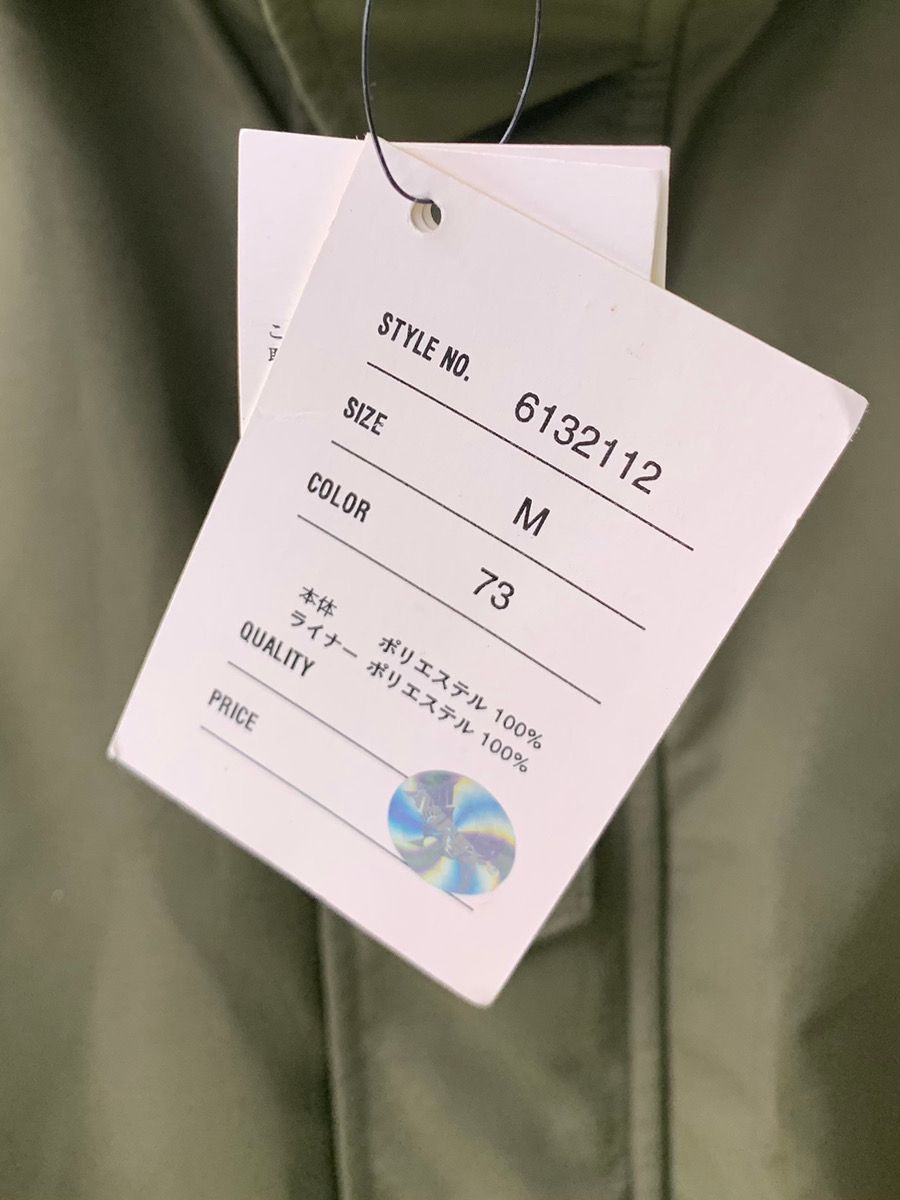 STYLE NO.
6132112
SIZE
M
COLOR
73
本体 ポリエステル 100%
ライナー ポリエステル 100%
QUALITY
PRICE
こ